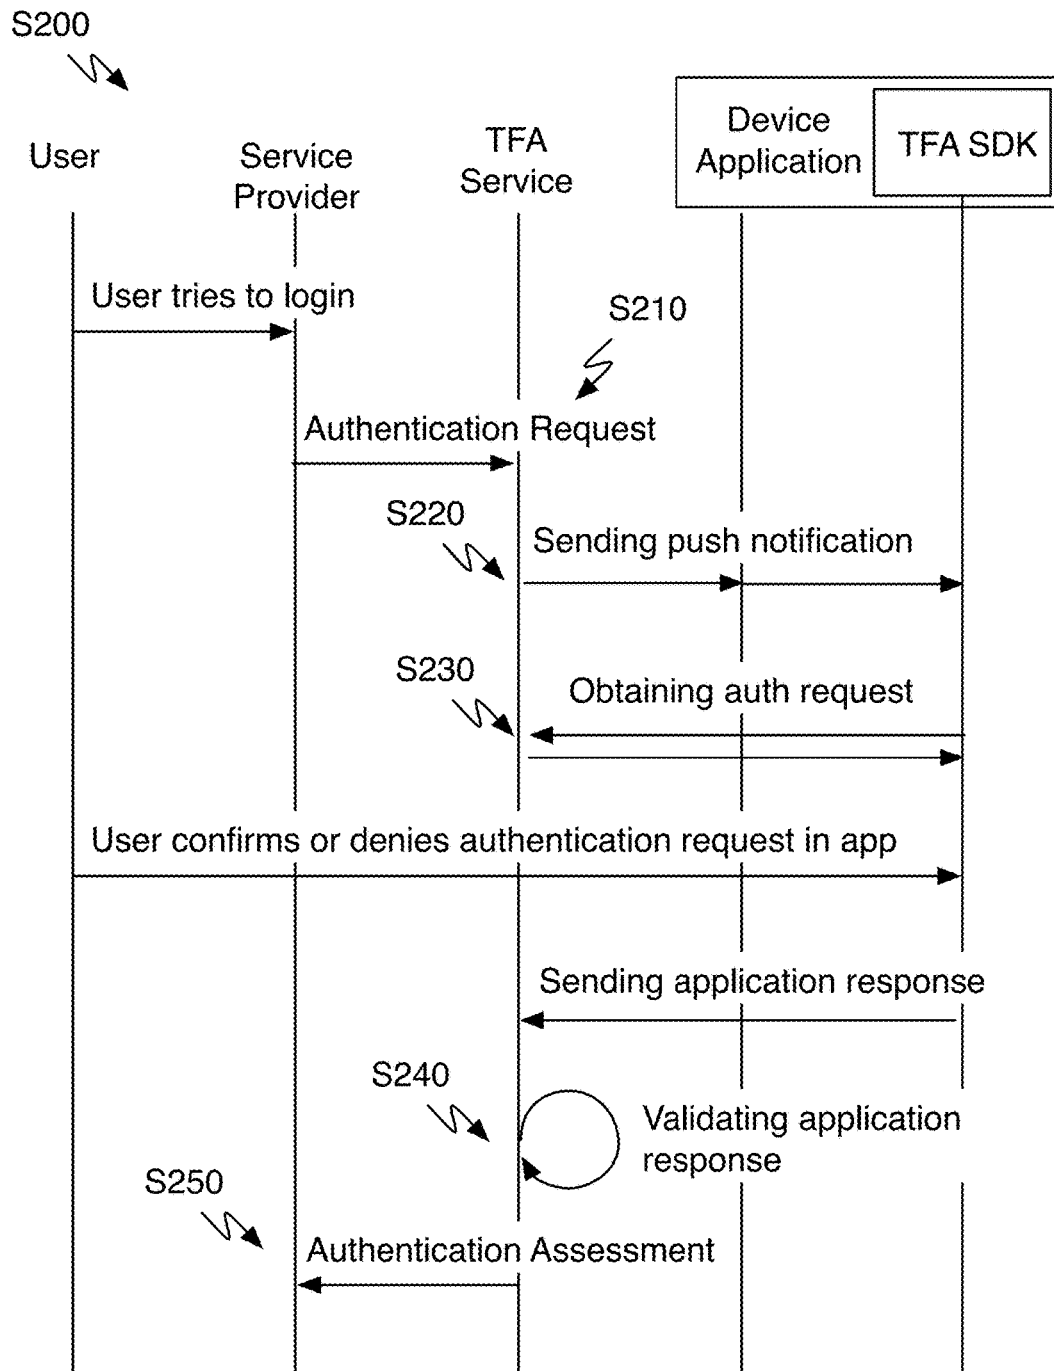 S200
User
Service
Provider
TFA
Service
Device
Application
TFA SDK
User tries to login
S210
Authentication Request
S220
Sending push notification
S230
Obtaining auth request
User confirms or denies authentication request in app
Sending application response
S240
Validating application
response
S250
Authentication Assessment